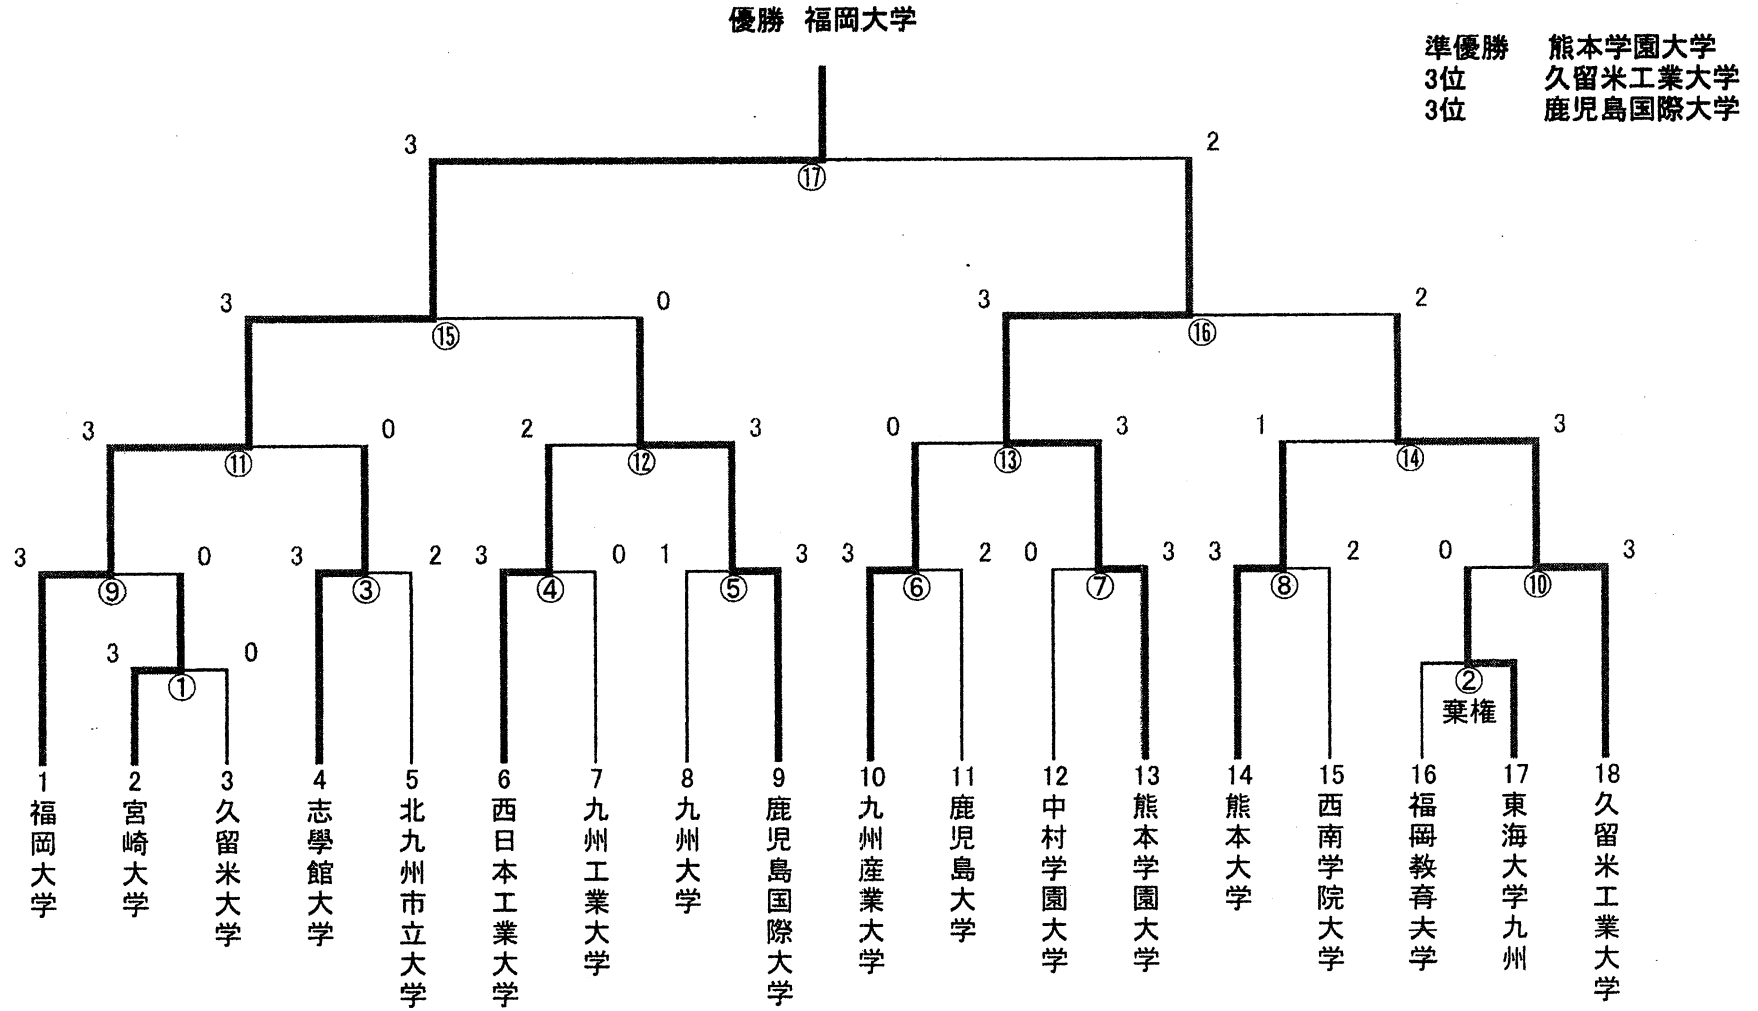 優勝 福岡大学
準優勝 熊本学園大学
3位 久留米工業大学
3位 鹿児島国際大学
3 2
⑰
3 0 3 2
⑮ ⑯
3 0 2 3 0 3 1 3
⑪ ⑫ ⑬ ⑭
3 0 3 2 3 0 1 3 3 2 0 3 3 2 0 3
⑨ ③ ④ ⑤ ⑥ ⑦ ⑧ ⑩
3 0
① ②
棄権
1 福岡大学
2 宮崎大学
3 久留米大学
4 志學館大学
5 北九州市立大学
6 西日本工業大学
7 九州工業大学
8 九州大学
9 鹿児島国際大学
10 九州産業大学
11 鹿児島大学
12 中村学園大学
13 熊本学園大学
14 熊本大学
15 西南学院大学
16 福岡教育大学
17 東海大学九州
18 久留米工業大学